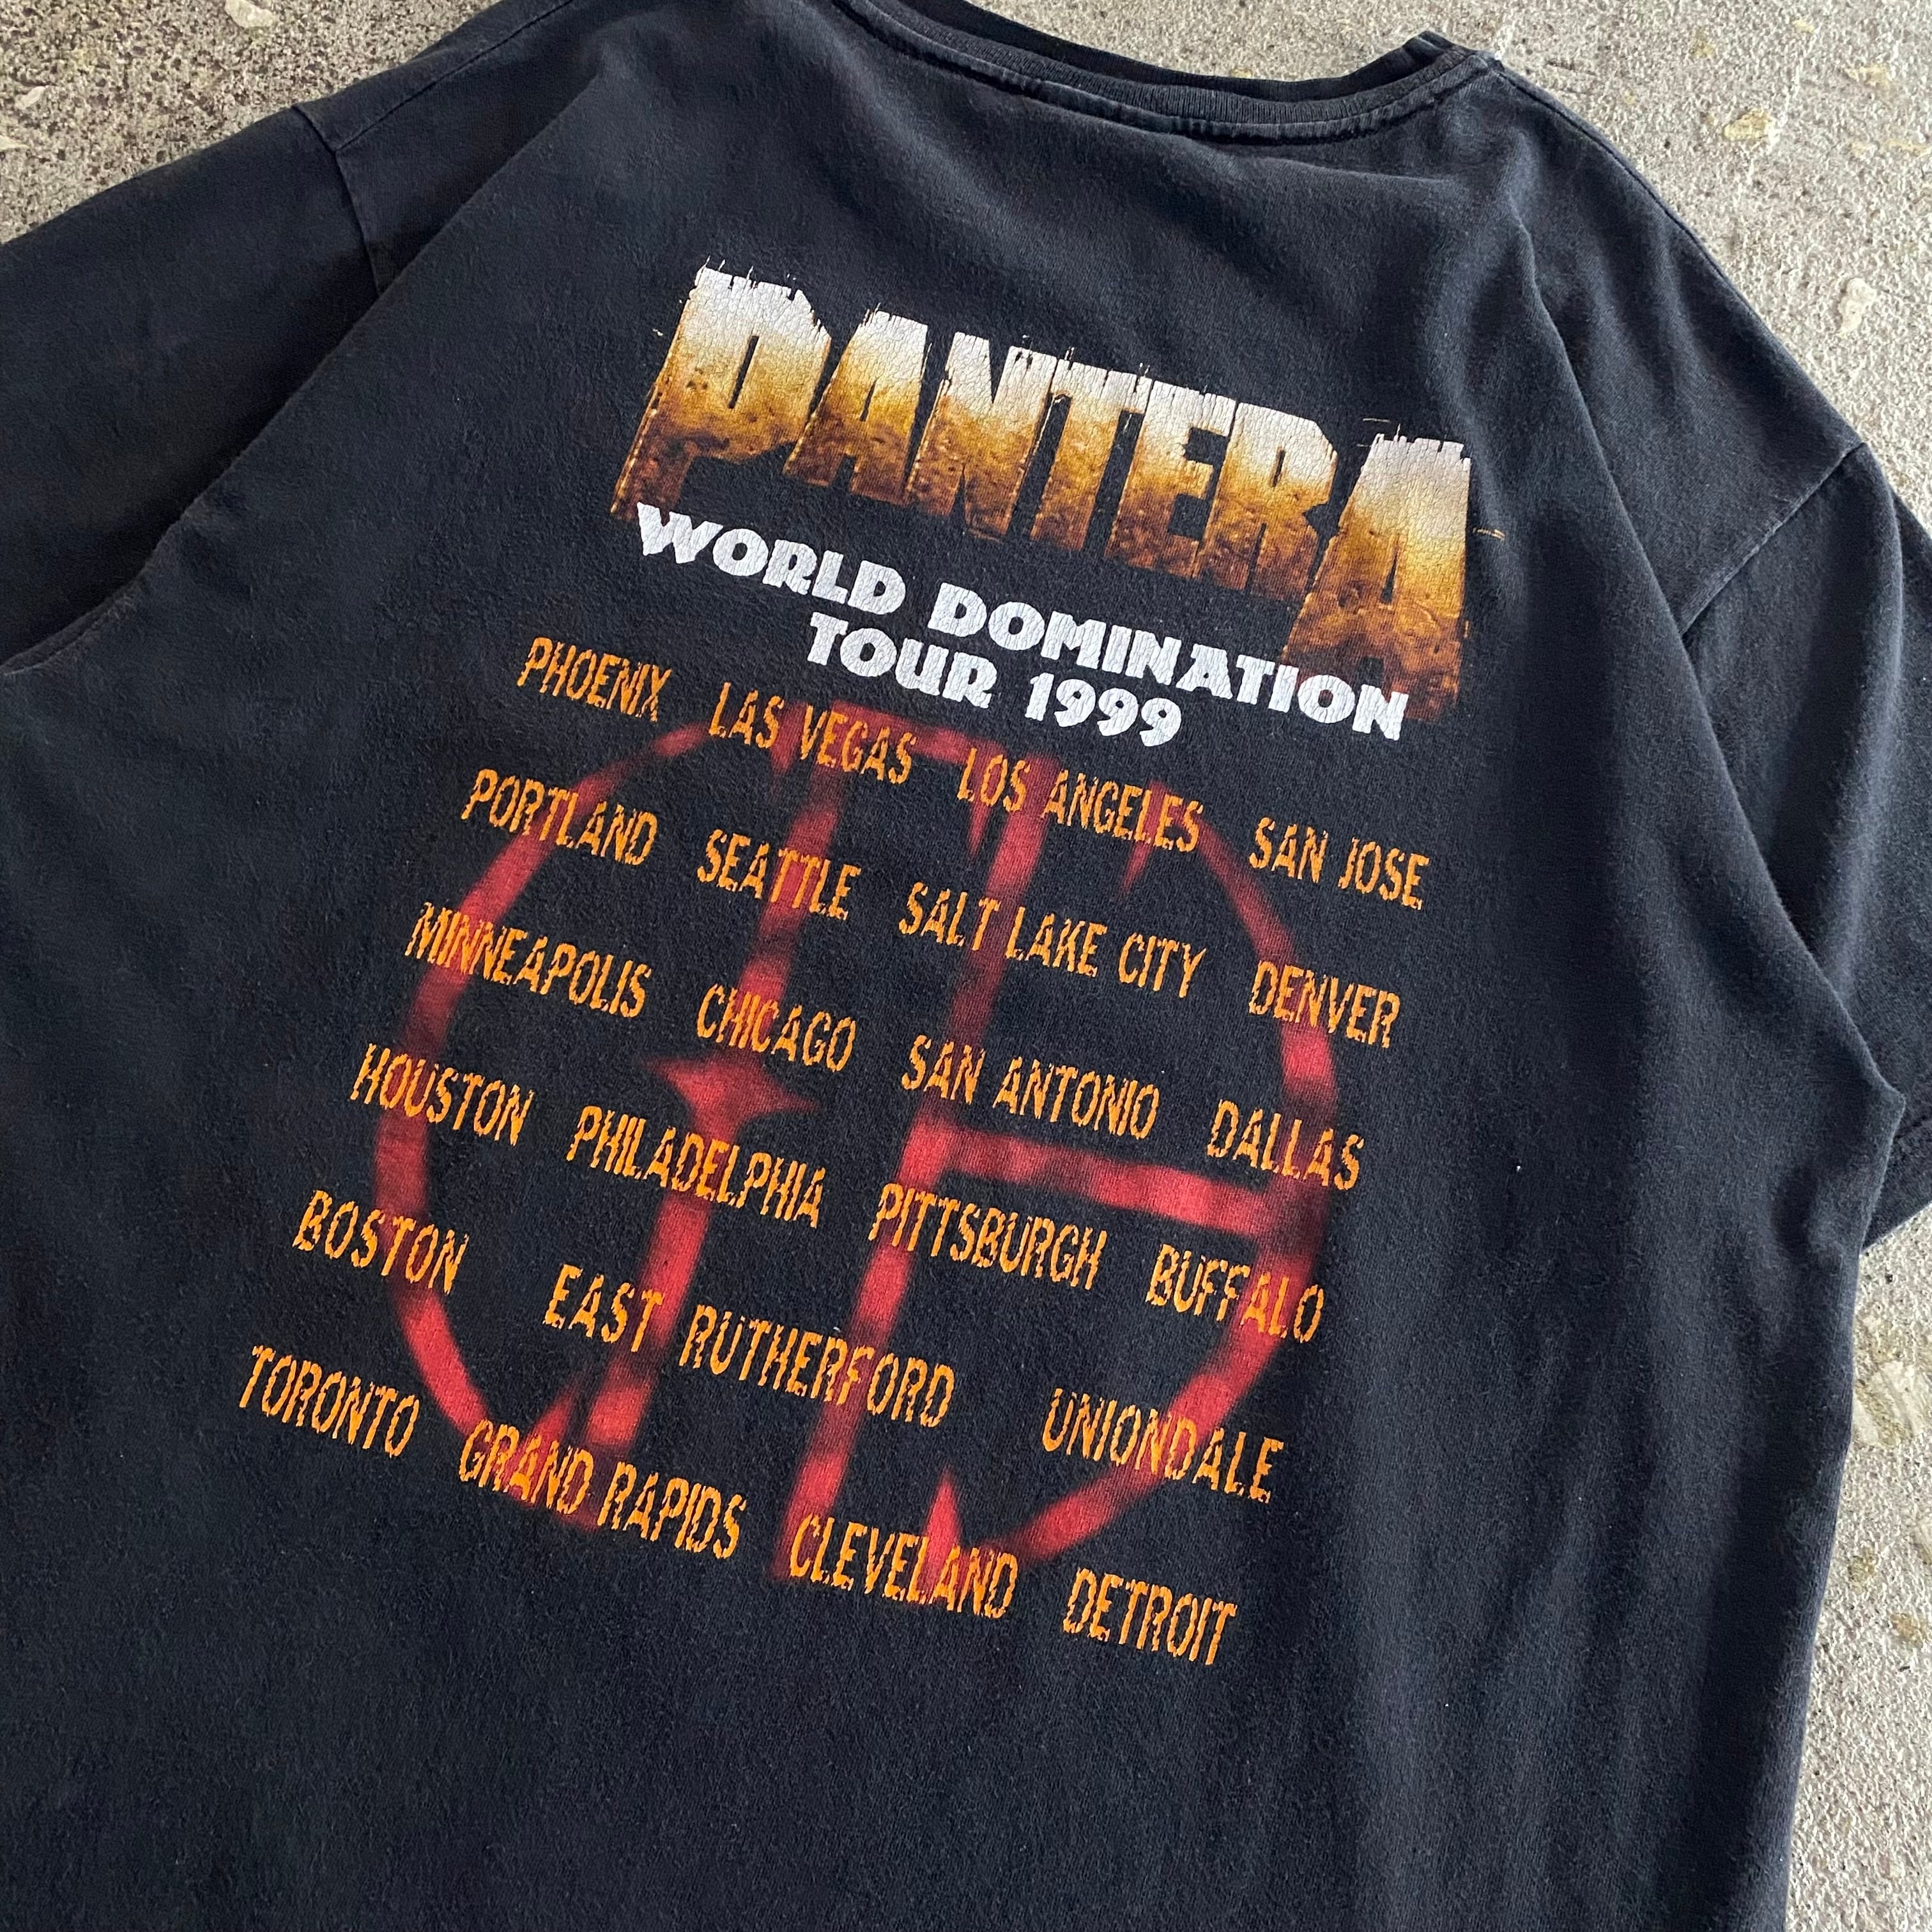 PANTERA
WORLD DOMINATION
TOUR 1999
PHOENIX LAS VEGAS LOS ANGELES SAN JOSE
PORTLAND SEATTLE SALT LAKE CITY DENVER
MINNEAPOLIS CHICAGO SAN ANTONIO DALLAS
HOUSTON PHILADELPHIA PITTSBURGH BUFFALO
BOSTON EAST RUTHERFORD UNIONDALE
TORONTO GRAND RAPIDS CLEVELAND DETROIT